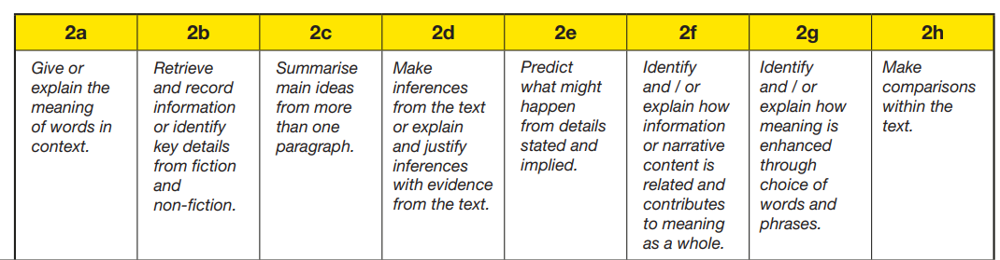 2a
2b
2c
2d
2e
2f
2g
2h
Give or
explain the
meaning
of words in
context.
Retrieve
and record
information
or identify
key details
from fiction
and
non-fiction.
Summarise
main ideas
from more
than one
paragraph.
Make
inferences
from the text
or explain
and justify
inferences
with evidence
from the text.
Predict
what might
happen
from details
stated and
implied.
Identify
and / or
explain how
information
or narrative
content is
related and
contributes
to meaning
as a whole.
Identify
and / or
explain how
meaning is
enhanced
through
choice of
words and
phrases.
Make
comparisons
within the
text.